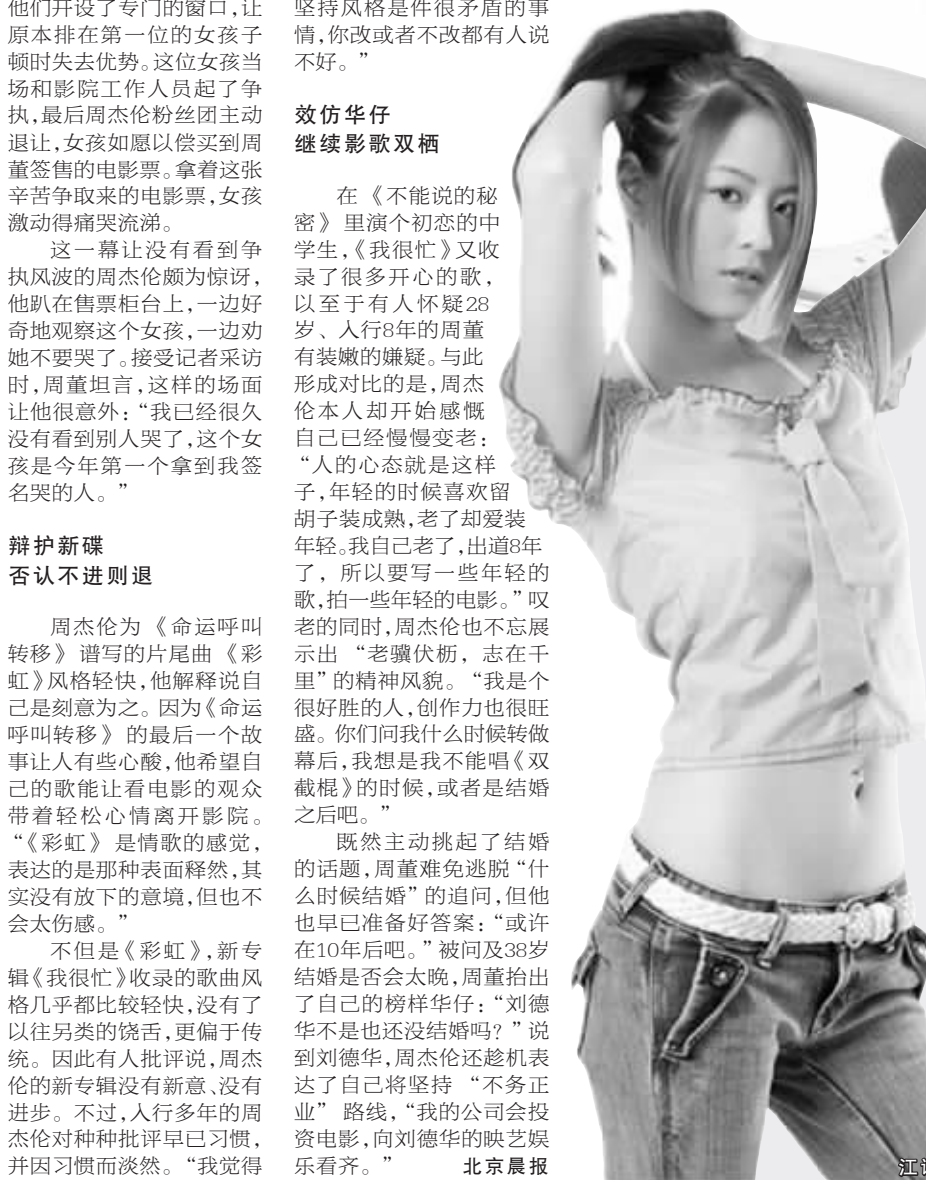 他们开设了专门的窗口,让
原本排在第一位的女孩子
顿时失去优势。这位女孩当
场和影院工作人员起了争
执,最后周杰伦粉丝团主动
退让,女孩如愿以偿买到周
董签售的电影票。拿着这张
辛苦争取来的电影票,女孩
激动得痛哭流涕。
这一幕让没有看到争
执风波的周杰伦颇为惊讶,
他趴在售票柜台上,一边好
奇地观察这个女孩,一边劝
她不要哭了。接受记者采访
时,周董坦言,这样的场面
让他很意外:“我已经很久
没有看到别人哭了,这个女
孩是今年第一个拿到我签
名哭的人。”
辩护新碟
否认不进则退
周杰伦为《命运呼叫
转移》谱写的片尾曲《彩
虹》风格轻快,他解释说自
己是刻意为之。因为《命运
呼叫转移》的最后一个故
事让人有些心酸,他希望自
己的歌能让看电影的观众
带着轻松心情离开影院。
“《彩虹》是情歌的感觉,
表达的是那种表面释然,其
实没有放下的意境,但也不
会太伤感。”
不但是《彩虹》,新专
辑《我很忙》收录的歌曲风
格几乎都比较轻快,没有了
以往另类的饶舌,更偏于传
统。因此有人批评说,周杰
伦的新专辑没有新意、没有
进步。不过,入行多年的周
杰伦对种种批评早已习惯,
并因习惯而淡然。“我觉得
坚持风格是件很矛盾的事
情,你改或者不改都有人说
不好。”
效仿华仔
继续影歌双栖
在《不能说的秘
密》里演个初恋的中
学生,《我很忙》又收
录了很多开心的歌,
以至于有人怀疑28
岁、入行8年的周董
有装嫩的嫌疑。与此
形成对比的是,周杰
伦本人却开始感慨
自己已经慢慢变老:
“人的心态就是这样
子,年轻的时候喜欢留
胡子装成熟,老了却爱装
年轻。我自己老了,出道8年
了,所以要写一些年轻的
歌,拍一些年轻的电影。”叹
老的同时,周杰伦也不忘展
示出“老骥伏枥,志在千
里”的精神风貌。“我是个
很好胜的人,创作力也很旺
盛。你们问我什么时候转做
幕后,我想是我不能唱《双
截棍》的时候,或者是结婚
之后吧。”
既然主动挑起了结婚
的话题,周董难免逃脱“什
么时候结婚”的追问,但他
也早已准备好答案:“或许
在10年后吧。”被问及38岁
结婚是否会太晚,周董抬出
了自己的榜样华仔:“刘德
华不是也还没结婚吗?”说
到刘德华,周杰伦还趁机表
达了自己将坚持“不务正
业”路线,“我的公司会投
资电影,向刘德华的映艺娱
乐看齐。” 北京晨报
江